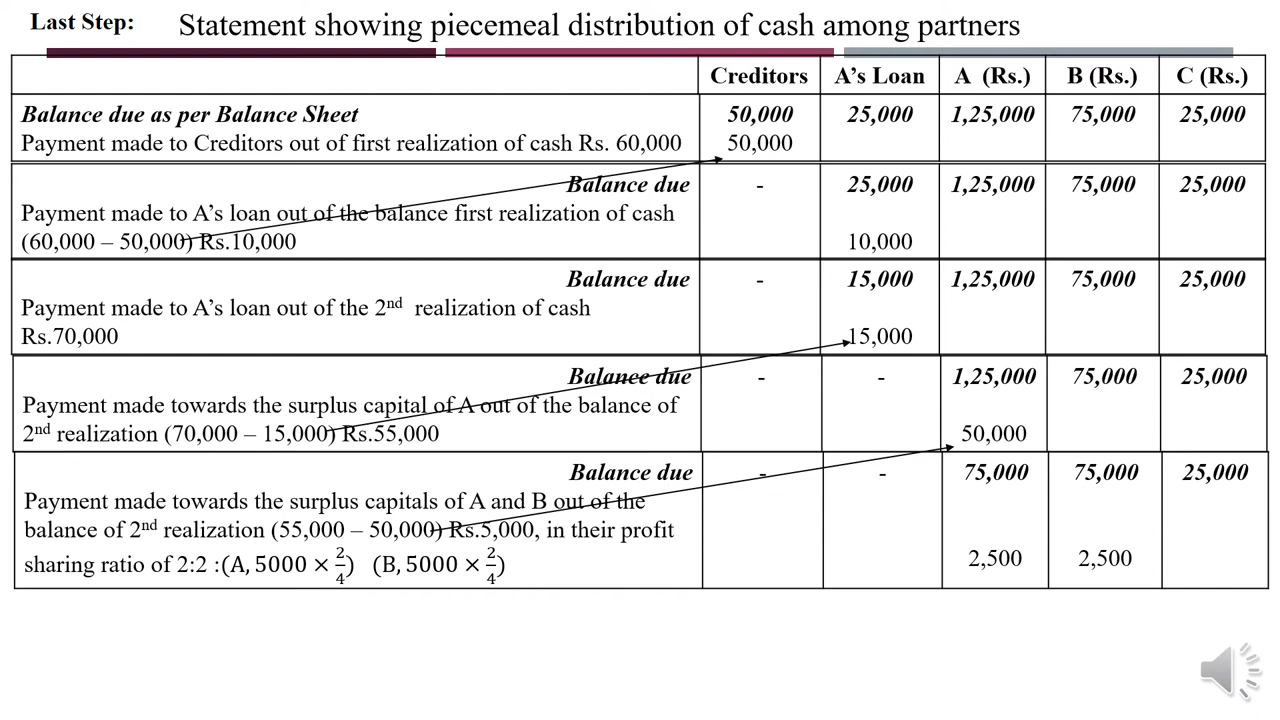 Last Step: Statement showing piecemeal distribution of cash among partners
Creditors A’s Loan A (Rs.) B (Rs.) C (Rs.)
Balance due as per Balance Sheet 50,000 25,000 1,25,000 75,000 25,000
Payment made to Creditors out of first realization of cash Rs. 60,000 50,000
Balance due - 25,000 1,25,000 75,000 25,000
Payment made to A’s loan out of the balance first realization of cash
(60,000 – 50,000) Rs.10,000 10,000
Balance due - 15,000 1,25,000 75,000 25,000
Payment made to A’s loan out of the 2nd realization of cash
Rs.70,000 15,000
Balance due - - 1,25,000 75,000 25,000
Payment made towards the surplus capital of A out of the balance of
2nd realization (70,000 – 15,000) Rs.55,000 50,000
Balance due - - 75,000 75,000 25,000
Payment made towards the surplus capitals of A and B out of the
balance of 2nd realization (55,000 – 50,000) Rs.5,000, in their profit
sharing ratio of 2:2 :(A, 5000 × 2/4) (B, 5000 × 2/4) 2,500 2,500